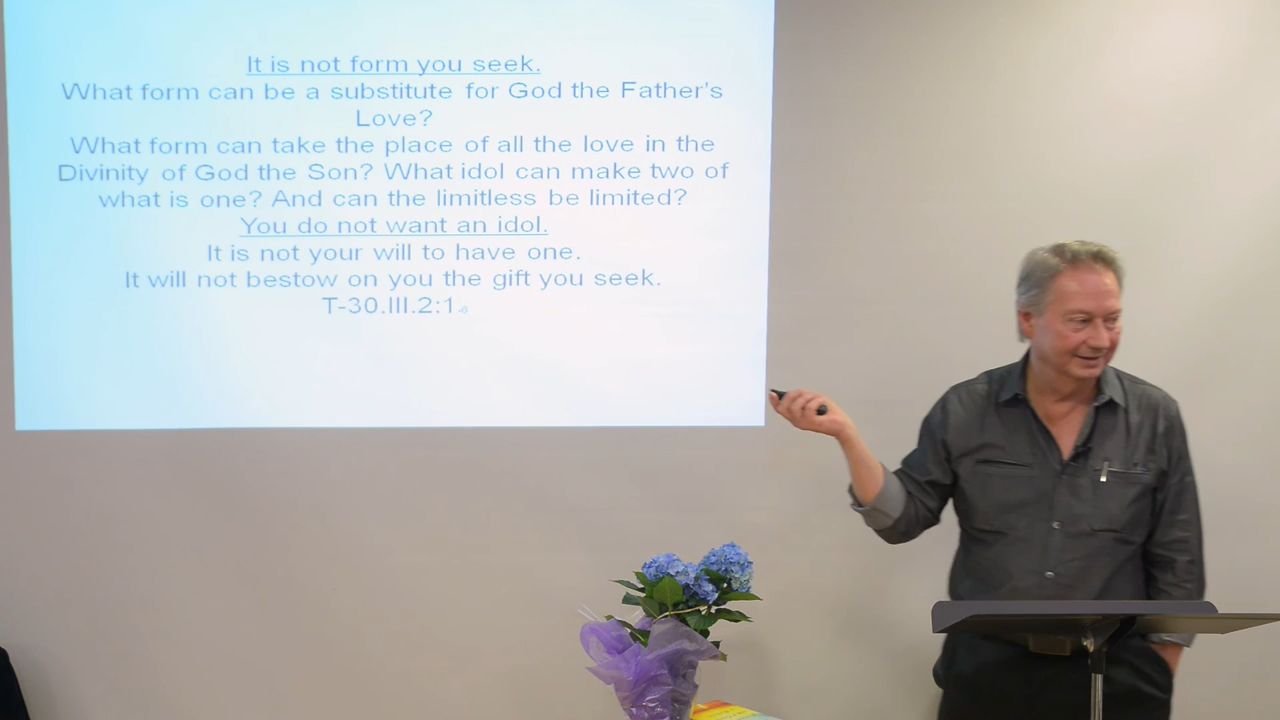 It is not form you seek.
What form can be a substitute for God the Father's
Love?
What form can take the place of all the love in the
Divinity of God the Son? What idol can make two of
what is one? And can the limitless be limited?
You do not want an idol.
It is not your will to have one.
It will not bestow on you the gift you seek.
T-30.III.2:1